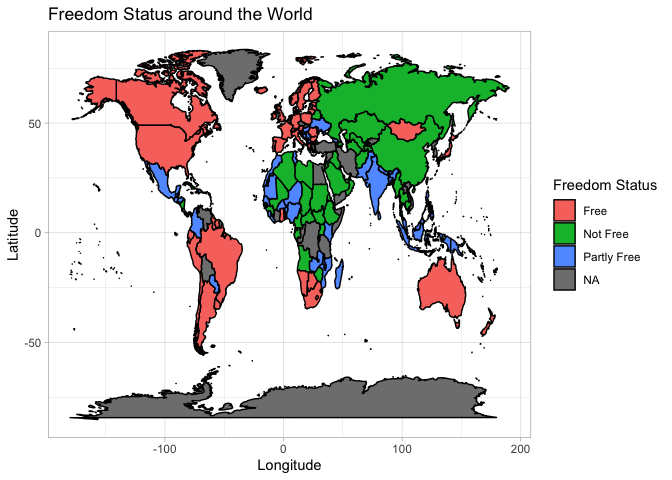 Freedom Status around the World
50
0
-50
Latitude
-100
0
100
200
Longitude
Freedom Status
Free
Not Free
Partly Free
NA